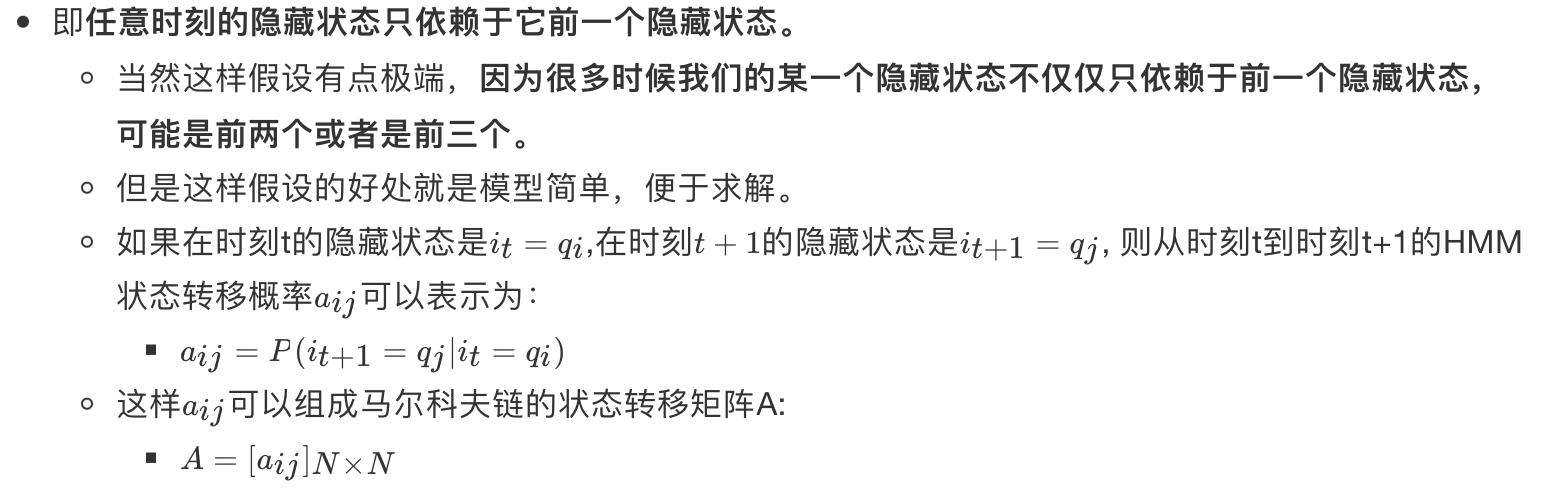 • 即任意时刻的隐藏状态只依赖于它前一个隐藏状态。
◦ 当然这样假设有点极端，因为很多时候我们的某一个隐藏状态不仅仅只依赖于前一个隐藏状态，
可能是前两个或者是前三个。
◦ 但是这样假设的好处就是模型简单，便于求解。
◦ 如果在时刻t的隐藏状态是$i_t = q_i$,在时刻$t + 1$的隐藏状态是$i_{t+1} = q_j$, 则从时刻t到时刻t+1的HMM
状态转移概率$a_{ij}$可以表示为：
▪ $a_{ij} = P(i_{t+1} = q_j | i_t = q_i)$
◦ 这样$a_{ij}$可以组成马尔科夫链的状态转移矩阵A:
▪ $A = [a_{ij}]_{N \times N}$